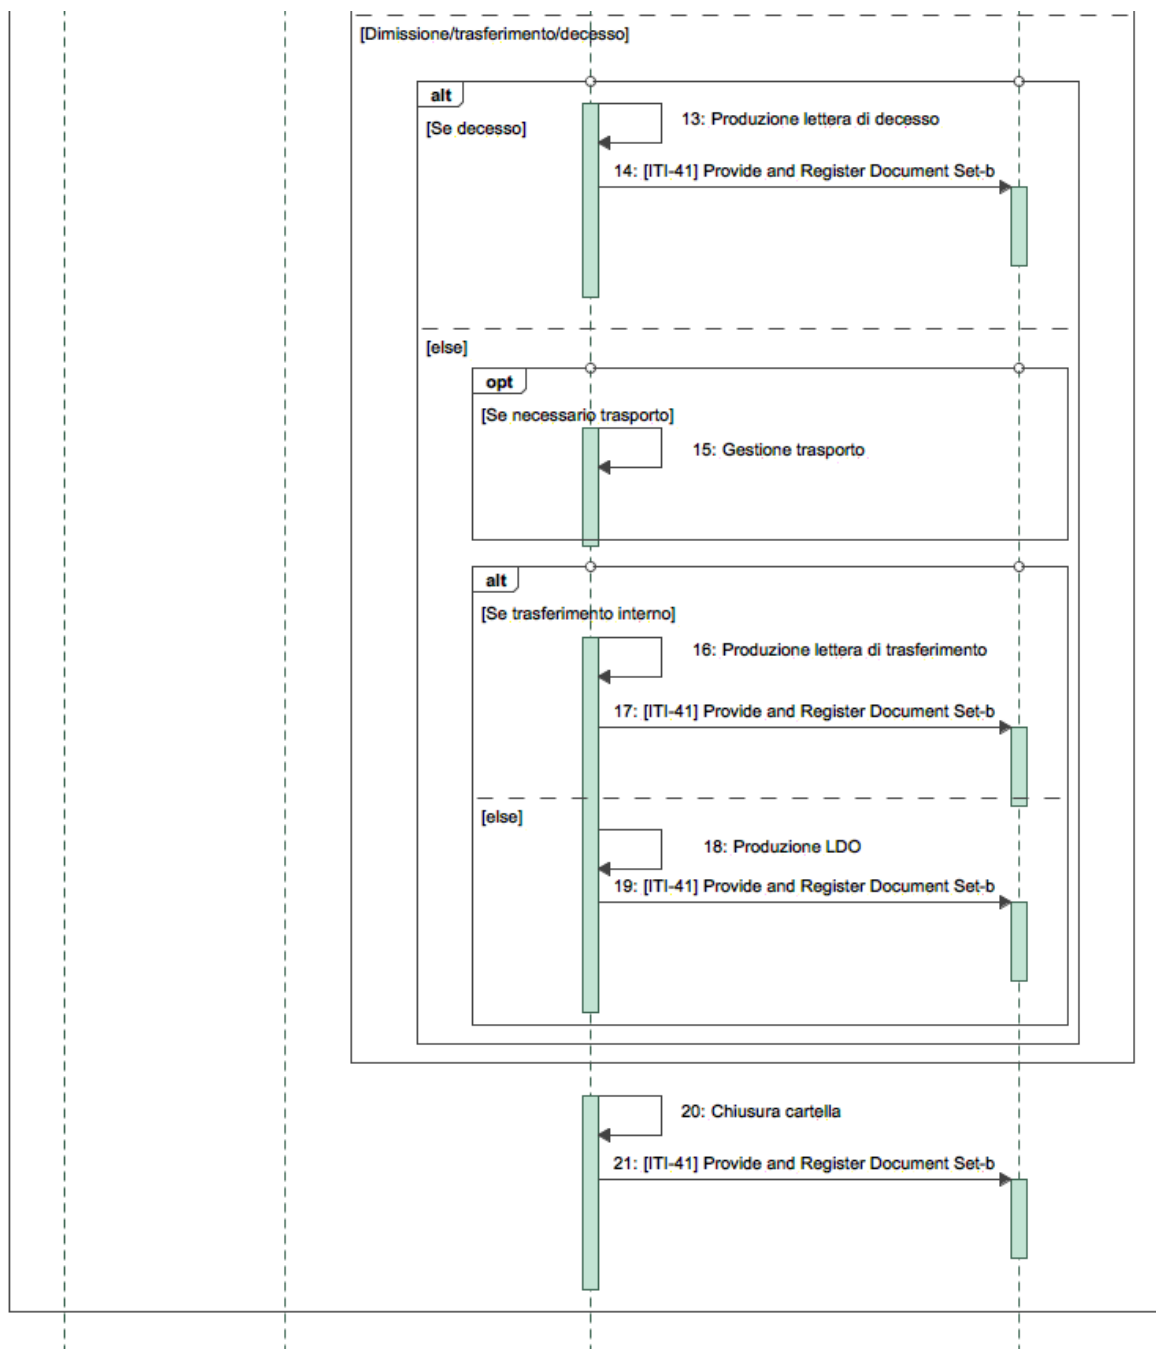 [Dimissione/trasferimento/decesso]
alt
[Se decesso]
13: Produzione lettera di decesso
14: [ITI-41] Provide and Register Document Set-b
[else]
opt
[Se necessario trasporto]
15: Gestione trasporto
alt
[Se trasferimento interno]
16: Produzione lettera di trasferimento
17: [ITI-41] Provide and Register Document Set-b
[else]
18: Produzione LDO
19: [ITI-41] Provide and Register Document Set-b
20: Chiusura cartella
21: [ITI-41] Provide and Register Document Set-b